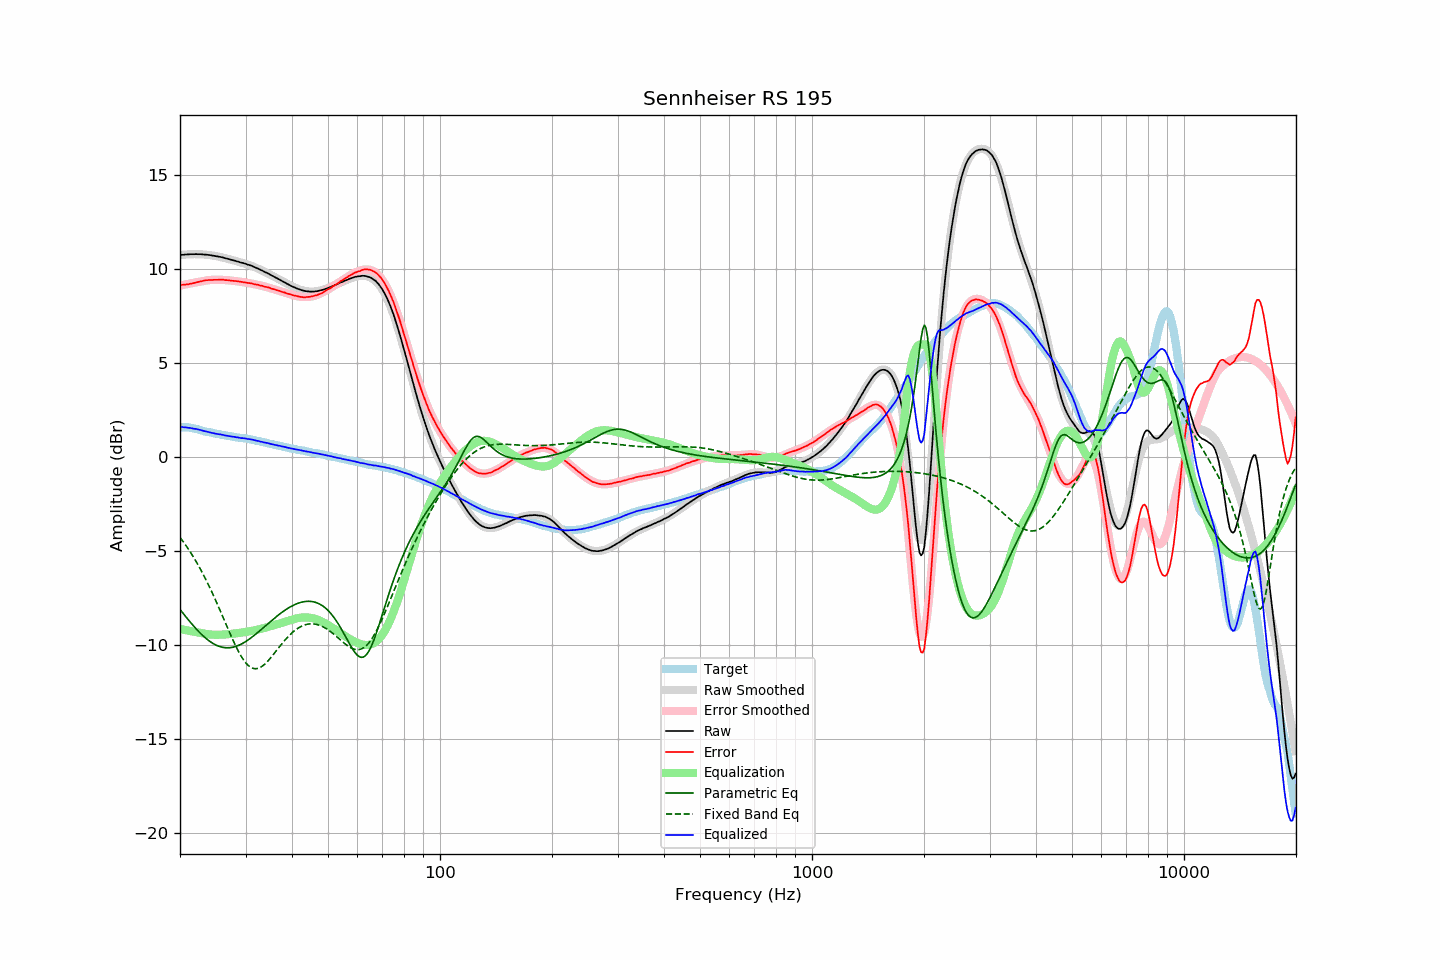 Sennheiser RS 195
Amplitude (dBr)
15
10
5
0
−5
−10
−15
−20
Target
Raw Smoothed
Error Smoothed
Raw
Error
Equalization
Parametric Eq
Fixed Band Eq
Equalized
100 1000 10000
Frequency (Hz)